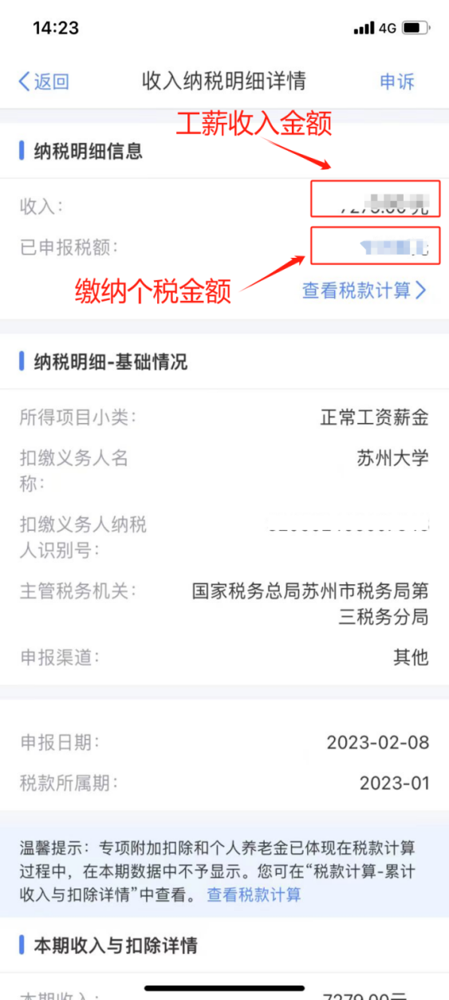 14:23
4G
返回
收入纳税明细详情
申诉
工薪收入金额
纳税明细信息
收入：
元
已申报税额：
元
缴纳个税金额
查看税款计算
纳税明细-基础情况
所得项目小类：
正常工资薪金
扣缴义务人名
称：
苏州大学
扣缴义务人纳税
人识别号：
主管税务机关：
国家税务总局苏州市税务局第
三税务分局
申报渠道：
其他
申报日期：
2023-02-08
税款所属期：
2023-01
温馨提示：专项附加扣除和个人养老金已体现在税款计算
过程中，在本期数据中不予显示。您可在“税款计算-累计
收入与扣除详情”中查看。 查看税款计算
本期收入与扣除详情
本期收入：